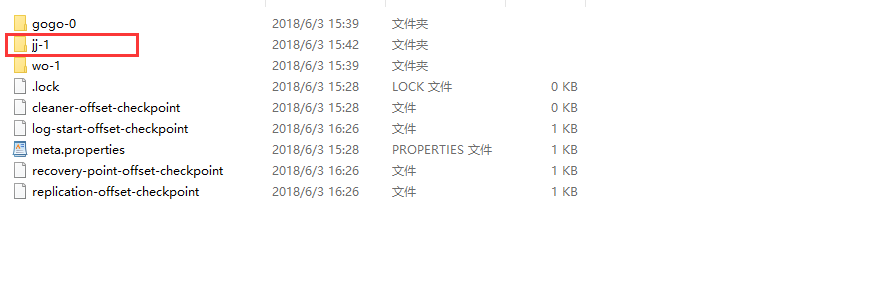 gogo-0 2018/6/3 15:39 文件夹
jj-1 2018/6/3 15:42 文件夹
wo-1 2018/6/3 15:39 文件夹
.lock 2018/6/3 15:28 LOCK 文件 0 KB
cleaner-offset-checkpoint 2018/6/3 15:28 文件 0 KB
log-start-offset-checkpoint 2018/6/3 16:26 文件 1 KB
meta.properties 2018/6/3 15:28 PROPERTIES 文件 1 KB
recovery-point-offset-checkpoint 2018/6/3 16:26 文件 1 KB
replication-offset-checkpoint 2018/6/3 16:26 文件 1 KB